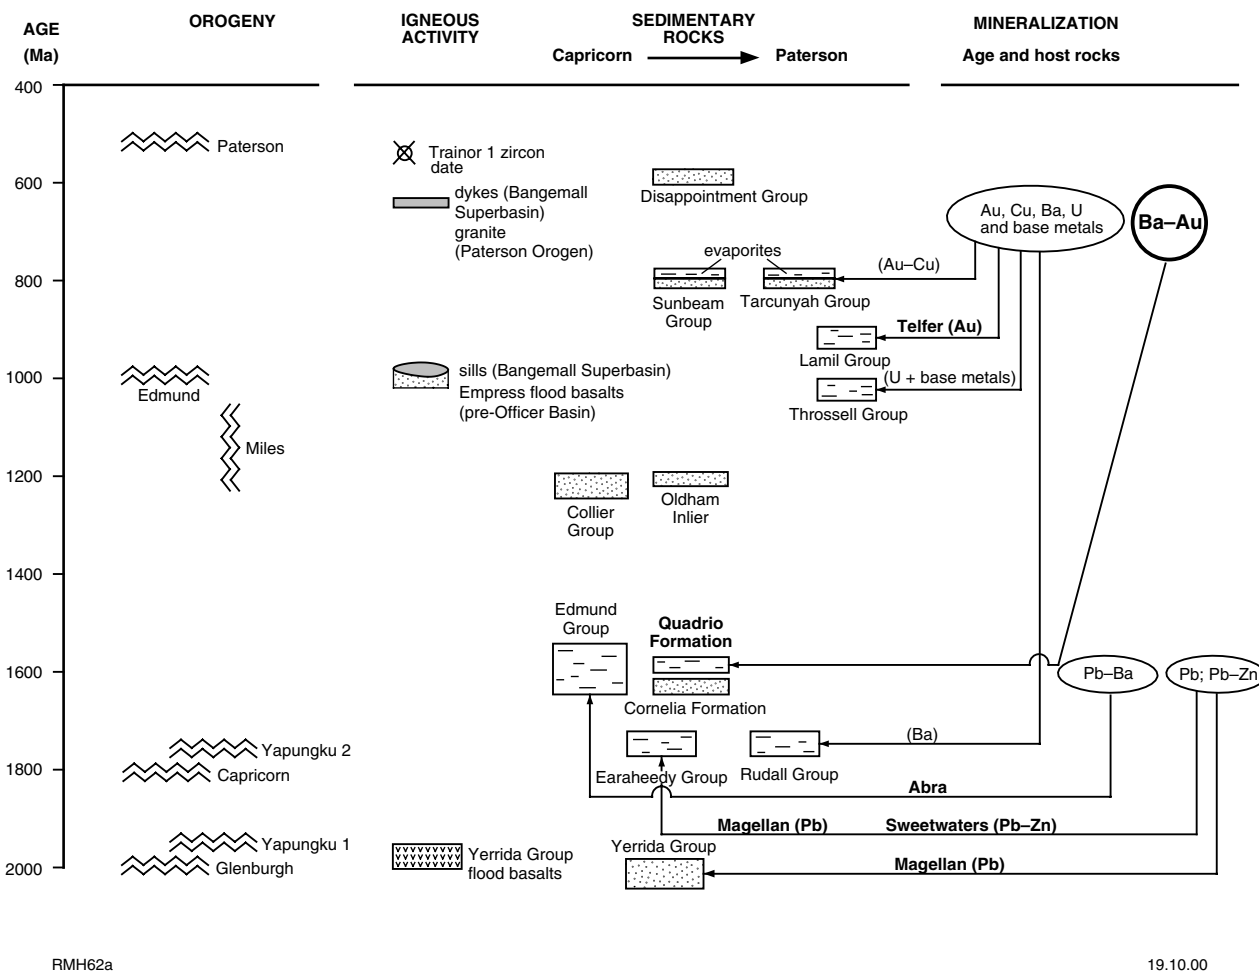 AGE
(Ma)
OROGENY
IGNEOUS
ACTIVITY
SEDIMENTARY
ROCKS
Capricorn
Paterson
MINERALIZATION
Age and host rocks
400
600
800
1000
1200
1400
1600
1800
2000
Paterson
Edmund
Miles
Yapungku 2
Capricorn
Yapungku 1
Glenburgh
Trainor 1 zircon
date
dykes (Bangemall
Superbasin)
granite
(Paterson Orogen)
sills (Bangemall Superbasin)
Empress flood basalts
(pre-Officer Basin)
Yerrida Group
flood basalts
Disappointment Group
evaporites
Sunbeam
Group
Tarcunyah Group
Lamil Group
Throssell Group
Collier
Group
Oldham
Inlier
Edmund
Group
Quadrio
Formation
Cornelia Formation
Earaheedy Group
Rudall Group
Yerrida Group
Au, Cu, Ba, U
and base metals
Ba–Au
(Au–Cu)
Telfer (Au)
(U + base metals)
Pb–Ba
Pb; Pb–Zn
(Ba)
Abra
Magellan (Pb)
Sweetwaters (Pb–Zn)
Magellan (Pb)
RMH62a
19.10.00